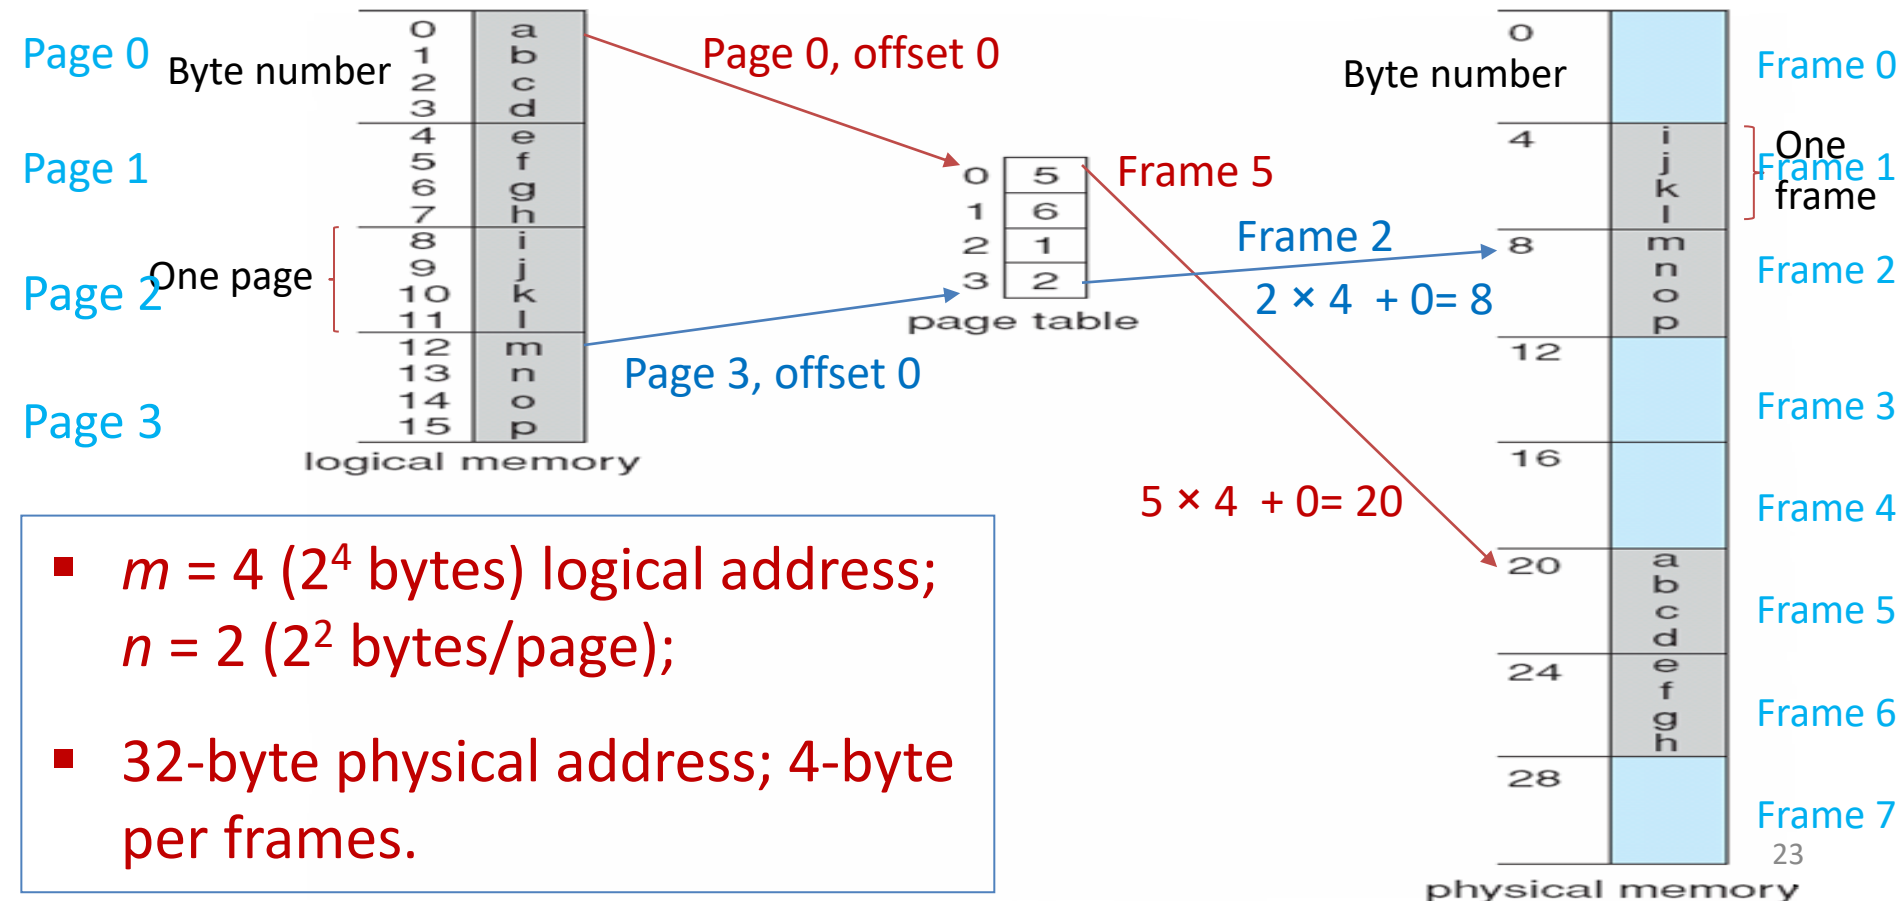 Page 0
Page 1
Page 2
Page 3
Byte number
One page
0 a
1 b
2 c
3 d
4 e
5 f
6 g
7 h
8 i
9 j
10 k
11 l
12 m
13 n
14 o
15 p
logical memory
Page 0, offset 0
Page 3, offset 0
0 5
1 6
2 1
3 2
page table
Frame 5
5 × 4 + 0= 20
Frame 2
2 × 4 + 0= 8
Byte number
0
4 i
j
k
l
8 m
n
o
p
12
16
20 a
b
c
d
24 e
f
g
h
28
physical memory
Frame 0
Frame 1
One
frame
Frame 2
Frame 3
Frame 4
Frame 5
Frame 6
Frame 7
▪ m = 4 (2⁴ bytes) logical address;
n = 2 (2² bytes/page);
▪ 32-byte physical address; 4-byte
per frames.
23